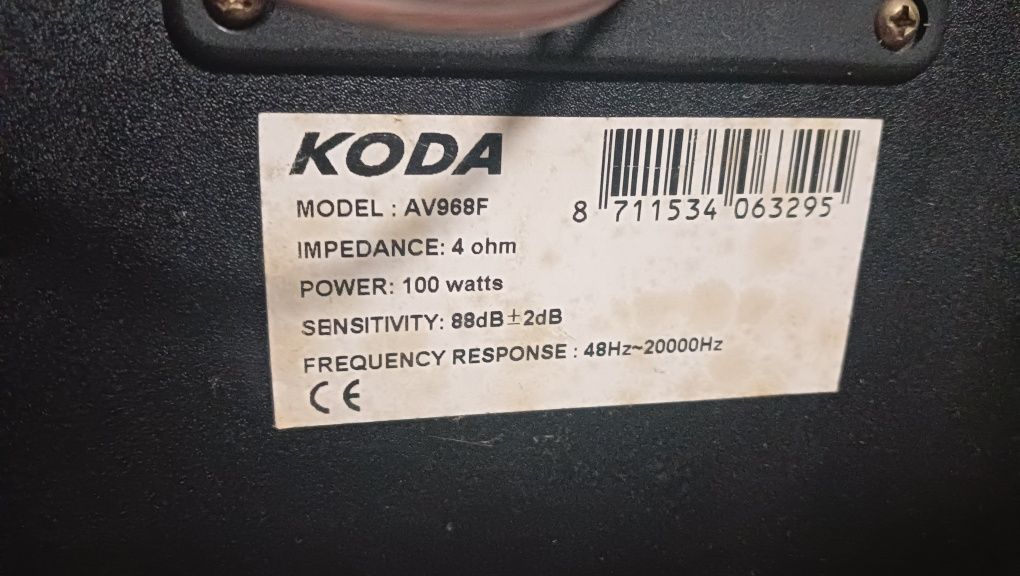 KODA
MODEL : AV968F
8 711534 063295
IMPEDANCE: 4 ohm
POWER: 100 watts
SENSITIVITY: 88dB±2dB
FREQUENCY RESPONSE : 48Hz~20000Hz
CE